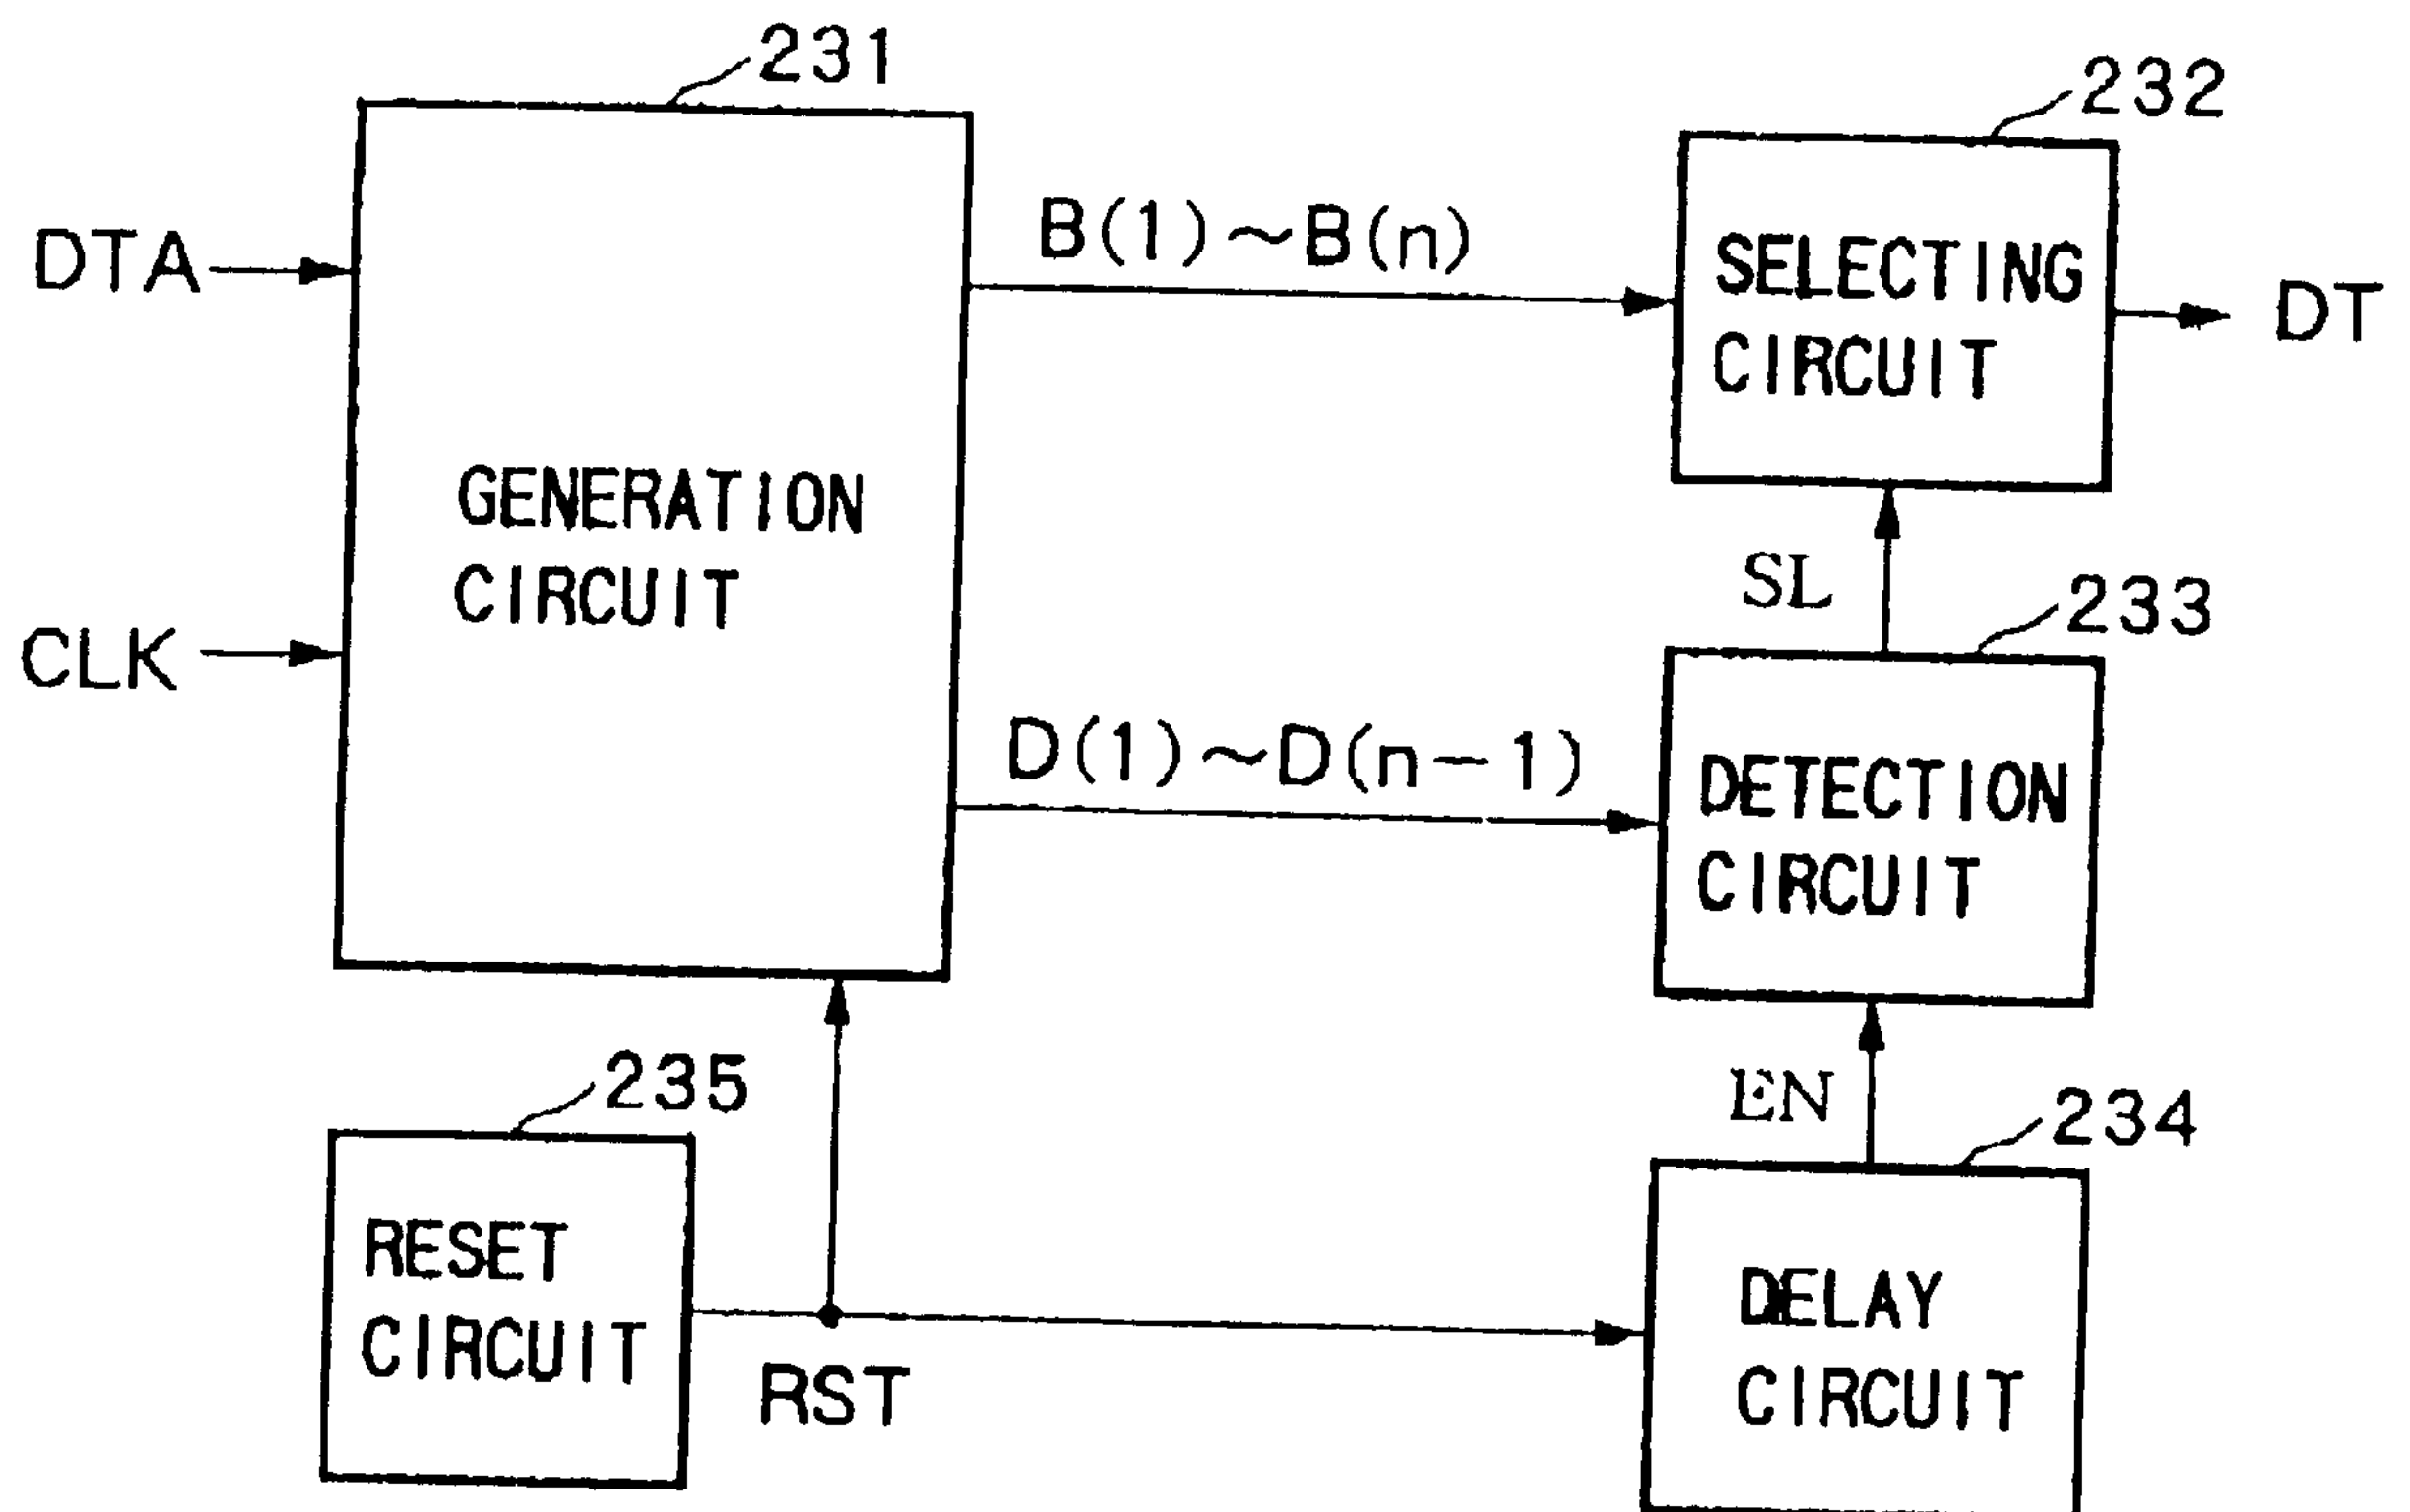 231
232
DTA
B(1)~B(n)
SELECTING
CIRCUIT
DT
GENERATION
CIRCUIT
CLK
SL
233
D(1)~D(n-1)
DETECTION
CIRCUIT
235
EN
234
RESET
CIRCUIT
RST
DELAY
CIRCUIT